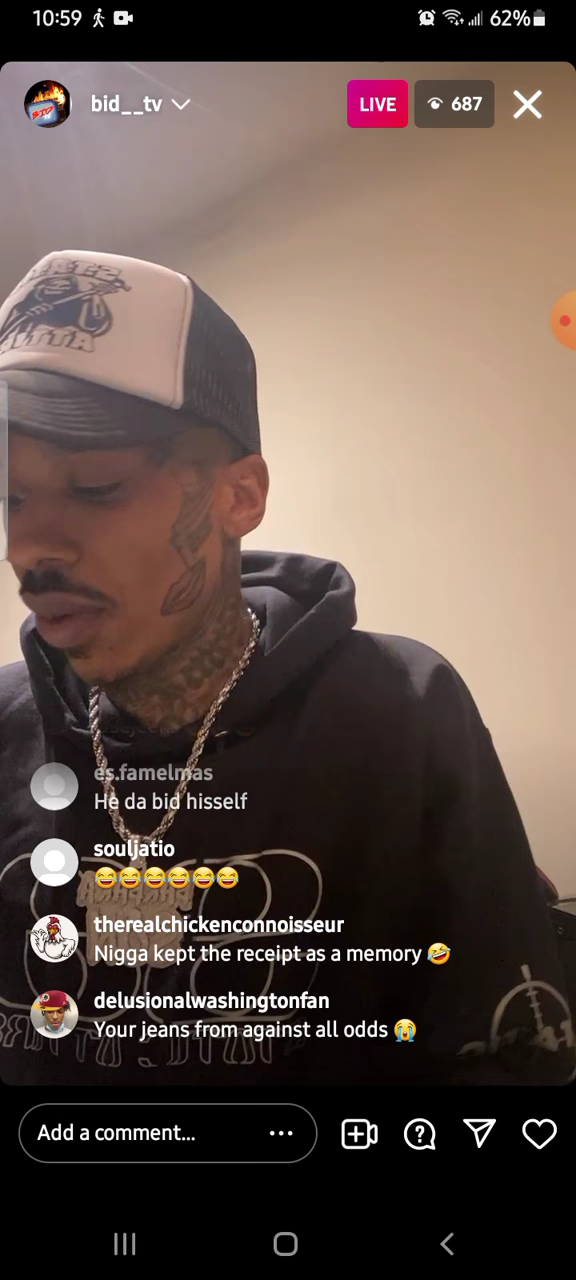 10:59
62%
bid__tv
LIVE
687
es.famelmas
He da bid hisself
souljatio
😂😂😂😂😂😂
therealchickenconnoisseur
Nigga kept the receipt as a memory 🤣
delusionalwashingtonfan
Your jeans from against all odds 😭
Add a comment...